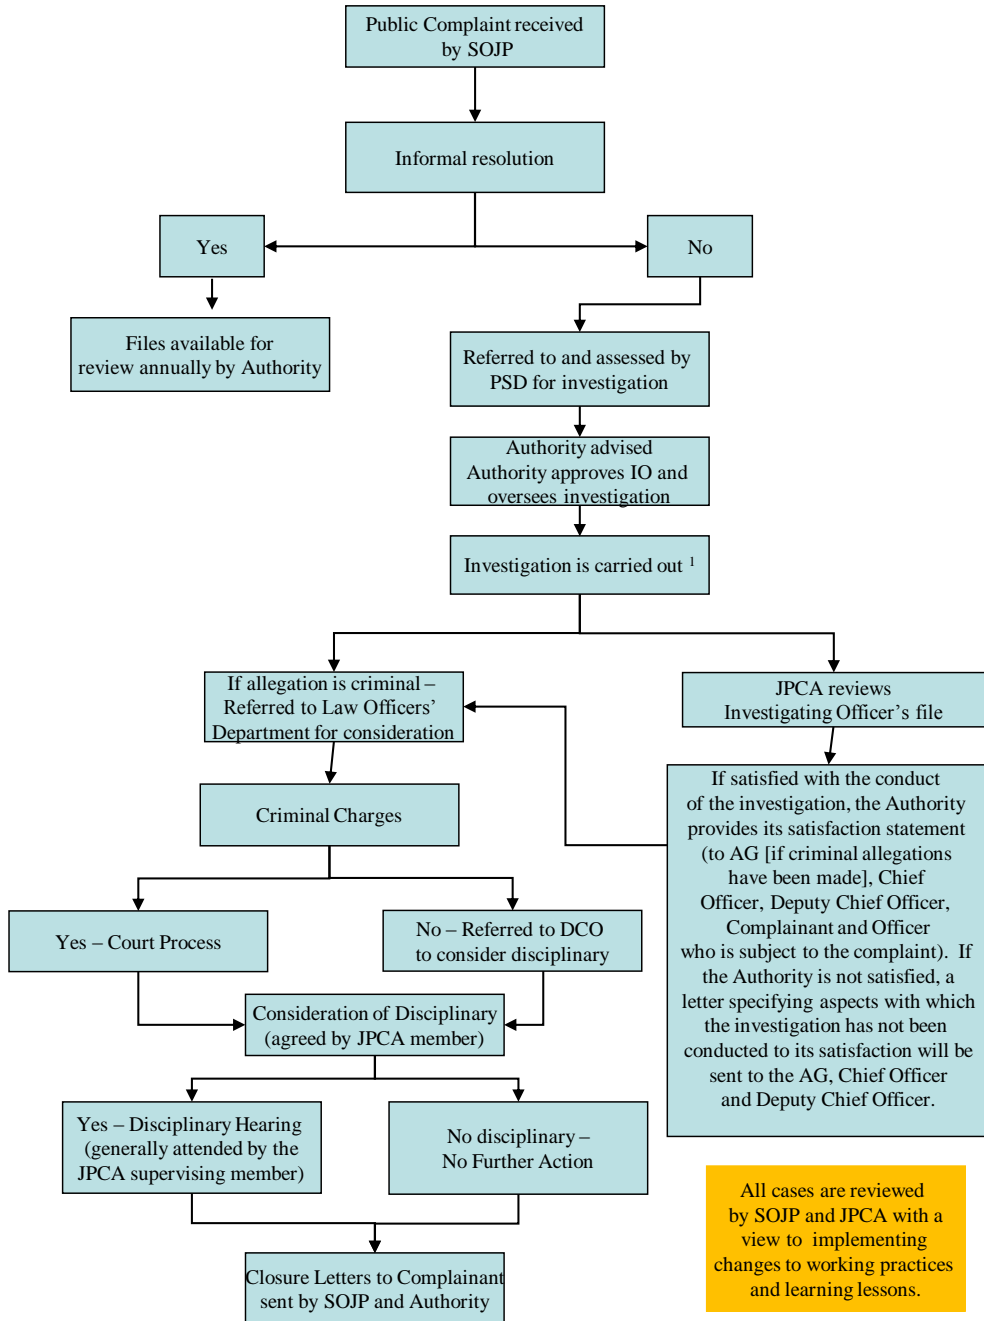 Public Complaint received
by SOJP
Informal resolution
Yes
No
Files available for
review annually by Authority
Referred to and assessed by
PSD for investigation
Authority advised
Authority approves IO and
oversees investigation
Investigation is carried out 1
If allegation is criminal –
Referred to Law Officers’
Department for consideration
JPCA reviews
Investigating Officer’s file
Criminal Charges
If satisfied with the conduct
of the investigation, the Authority
provides its satisfaction statement
(to AG [if criminal allegations
have been made], Chief
Officer, Deputy Chief Officer,
Complainant and Officer
who is subject to the complaint). If
the Authority is not satisfied, a
letter specifying aspects with which
the investigation has not been
conducted to its satisfaction will be
sent to the AG, Chief Officer
and Deputy Chief Officer.
Yes – Court Process
No – Referred to DCO
to consider disciplinary
Consideration of Disciplinary
(agreed by JPCA member)
Yes – Disciplinary Hearing
(generally attended by the
JPCA supervising member)
No disciplinary –
No Further Action
All cases are reviewed
by SOJP and JPCA with a
view to implementing
changes to working practices
and learning lessons.
Closure Letters to Complainant
sent by SOJP and Authority